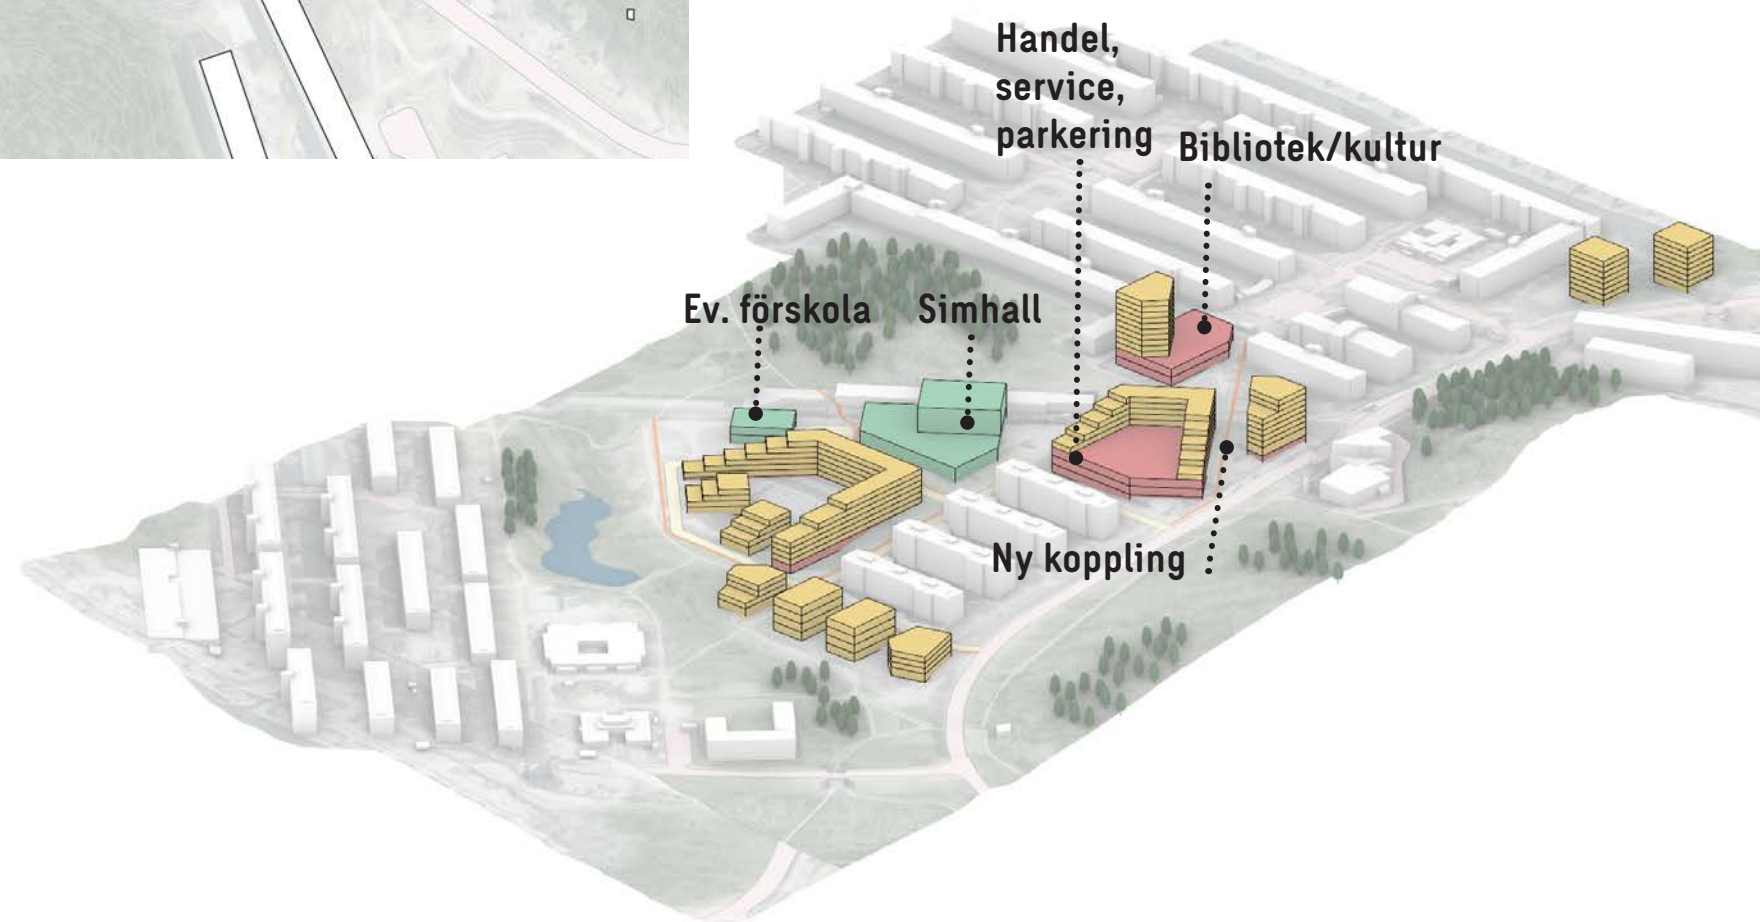 Handel,
service,
parkering
Bibliotek/kultur
Ev. förskola
Simhall
Ny koppling